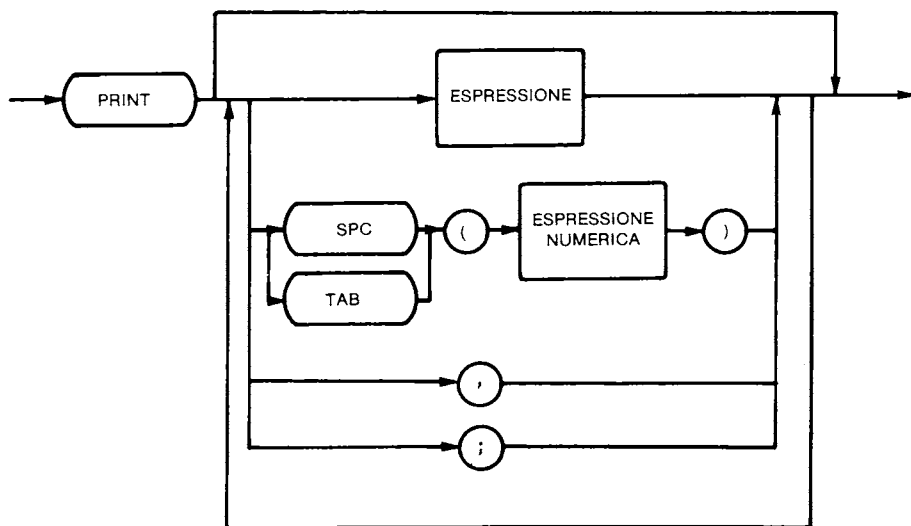 PRINT
ESPRESSIONE
SPC
(
ESPRESSIONE
NUMERICA
)
TAB
,
;